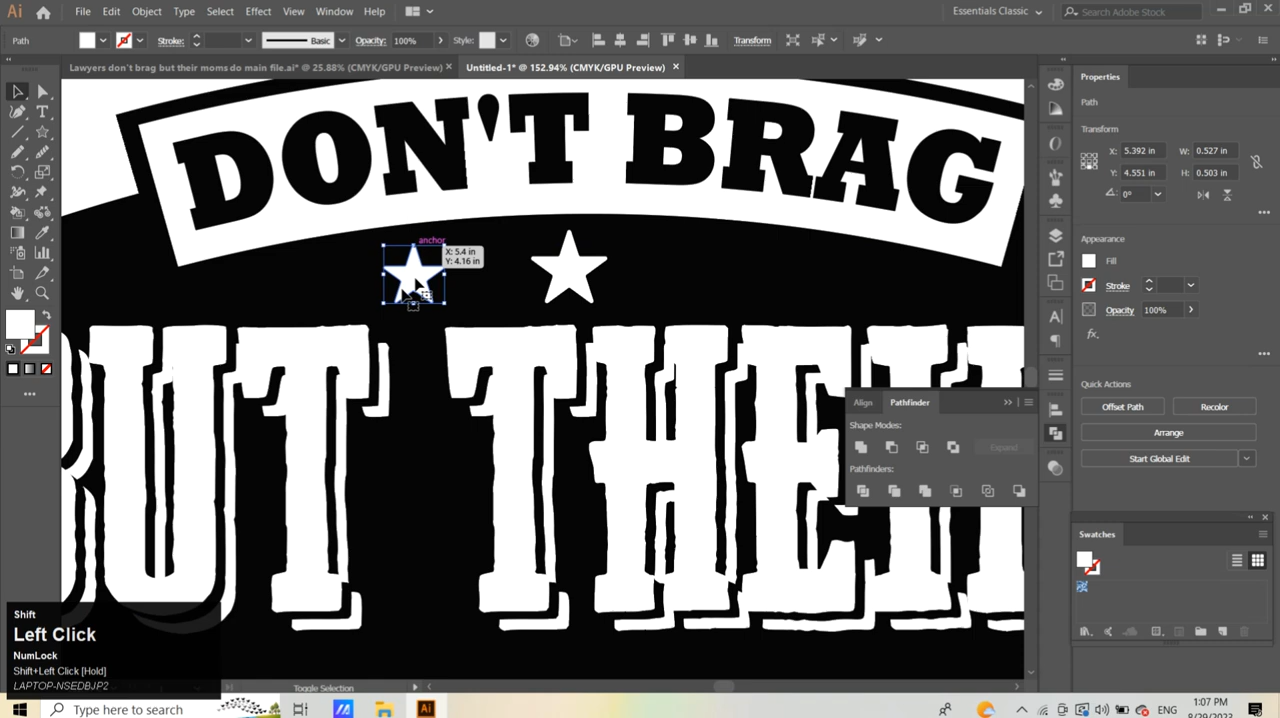 Ai File Edit Object Type Select Effect View Window Help Essentials Classic Search Adobe Stock
Path Stroke: Basic Opacity: 100% Style: Transform
Lawyers don't brag but their moms do main file.ai* @ 25.88% (CMYK/GPU Preview) × Untitled-1* @ 152.94% (CMYK/GPU Preview) ×
DON'T BRAG
anchor
X: 5.4 in
Y: 4.16 in
BUT THEI
Properties
Path
Transform
X: 5.392 in W: 0.527 in
Y: 4.551 in H: 0.503 in
0°
Appearance
Fill
Stroke
Opacity 100%
fx.
Quick Actions
Offset Path Recolor
Arrange
Start Global Edit
Align Pathfinder
Shape Modes:
Expand
Pathfinders:
Swatches
Shift
Left Click
NumLock
Shift+Left Click [Hold]
LAPTOP-NSEDBJP2
Toggle Selection
Type here to search
Ai
ENG
1:07 PM